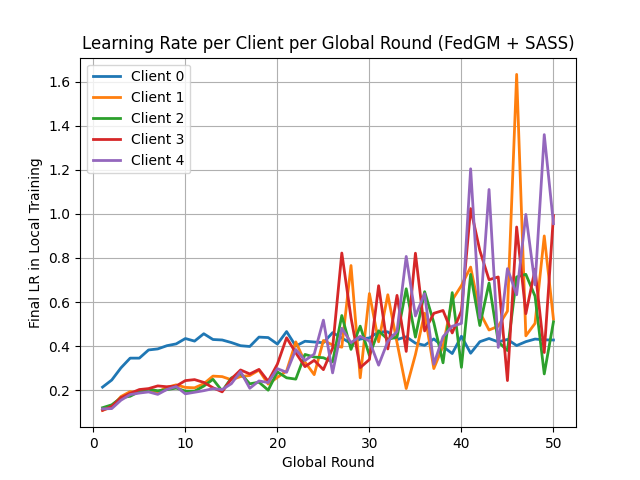 Learning Rate per Client per Global Round (FedGM + SASS)
Client 0
Client 1
Client 2
Client 3
Client 4
Final LR in Local Training
1.6
1.4
1.2
1.0
0.8
0.6
0.4
0.2
0 10 20 30 40 50
Global Round